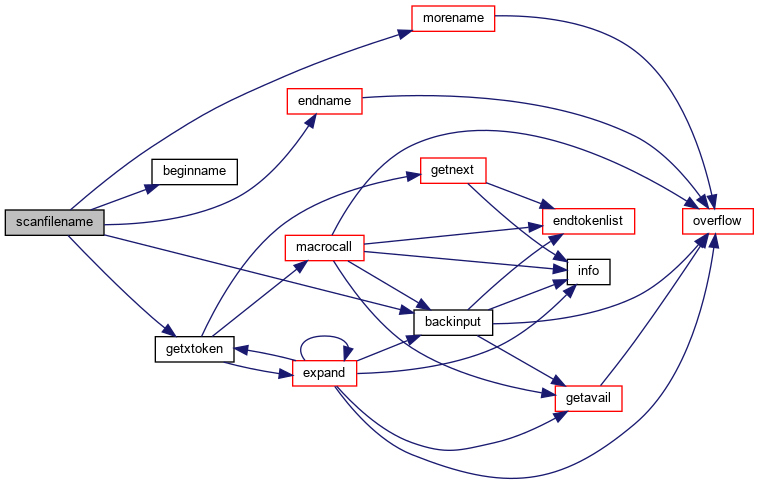 morename
endname
beginname
getnext
scanfilename
endtokenlist
overflow
macrocall
info
backinput
getxtoken
expand
getavail